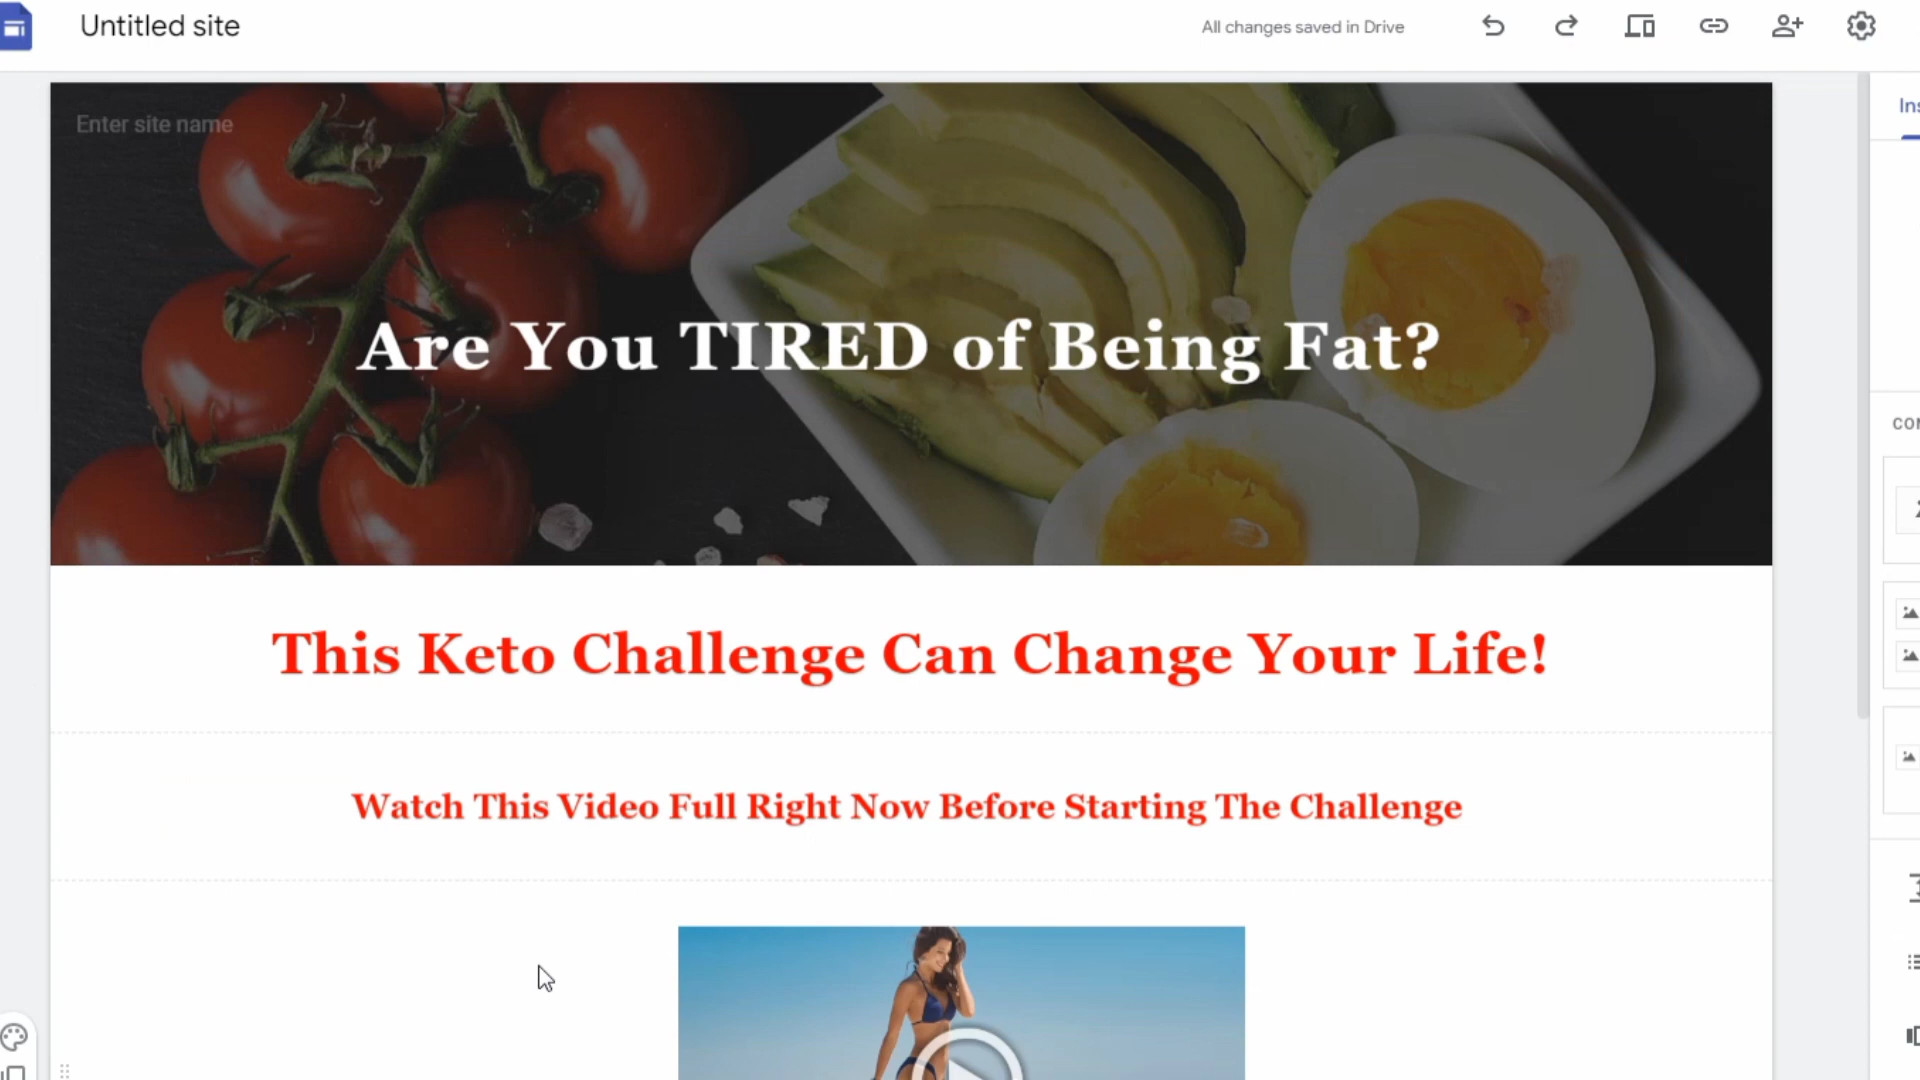 Untitled site
All changes saved in Drive
Enter site name
Are You TIRED of Being Fat?
This Keto Challenge Can Change Your Life!
Watch This Video Full Right Now Before Starting The Challenge